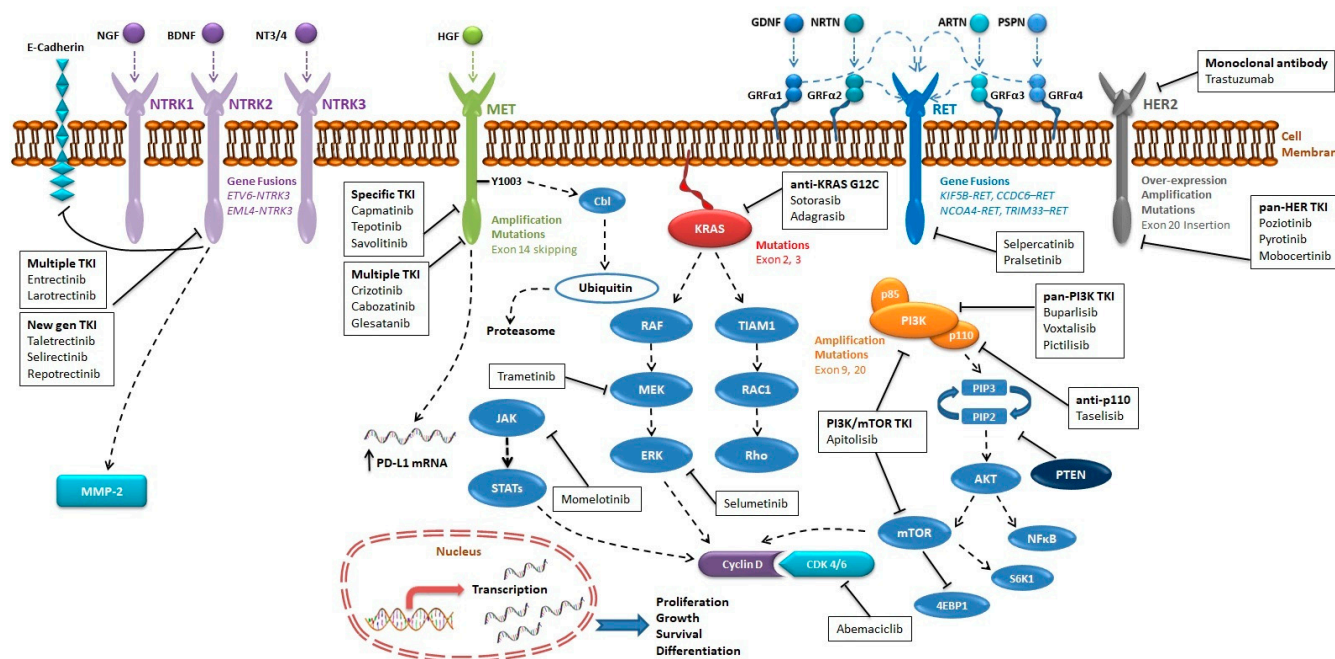 E-Cadherin
NGF
BDNF
NT3/4
HGF
GDNF
NRTN
ARTN
PSPN
NTRK1
NTRK2
NTRK3
MET
GRFα1
GRFα2
RET
GRFα3
GRFα4
HER2
Monoclonal antibody
Trastuzumab
Cell
Membrane
Gene Fusions
ETV6-NTRK3
EML4-NTRK3
Multiple TKI
Entrectinib
Larotrectinib
New gen TKI
Taletrectinib
Selirectinib
Repotrectinib
MMP-2
Specific TKI
Capmatinib
Tepotinib
Savolitinib
Multiple TKI
Crizotinib
Cabozatinib
Glesatanib
Y1003
Amplification
Mutations
Exon 14 skipping
Cbl
Ubiquitin
Proteasome
PD-L1 mRNA
KRAS
Mutations
Exon 2, 3
anti-KRAS G12C
Sotorasib
Adagrasib
RAF
TIAM1
Trametinib
MEK
RAC1
JAK
ERK
Rho
STATs
Momelotinib
Selumetinib
Gene Fusions
KIF5B-RET, CCDC6–RET
NCOA4-RET, TRIM33–RET
Selpercatinib
Pralsetinib
Over-expression
Amplification
Mutations
Exon 20 Insertion
pan-HER TKI
Poziotinib
Pyrotinib
Mobocertinib
p85
PI3K
p110
Amplification
Mutations
Exon 9, 20
pan-PI3K TKI
Buparlisib
Voxtalisib
Pictilisib
PIP3
PIP2
anti-p110
Taselisib
PI3K/mTOR TKI
Apitolisib
PTEN
AKT
mTOR
NFκB
S6K1
4EBP1
Cyclin D
CDK 4/6
Abemaciclib
Nucleus
Transcription
Proliferation
Growth
Survival
Differentiation